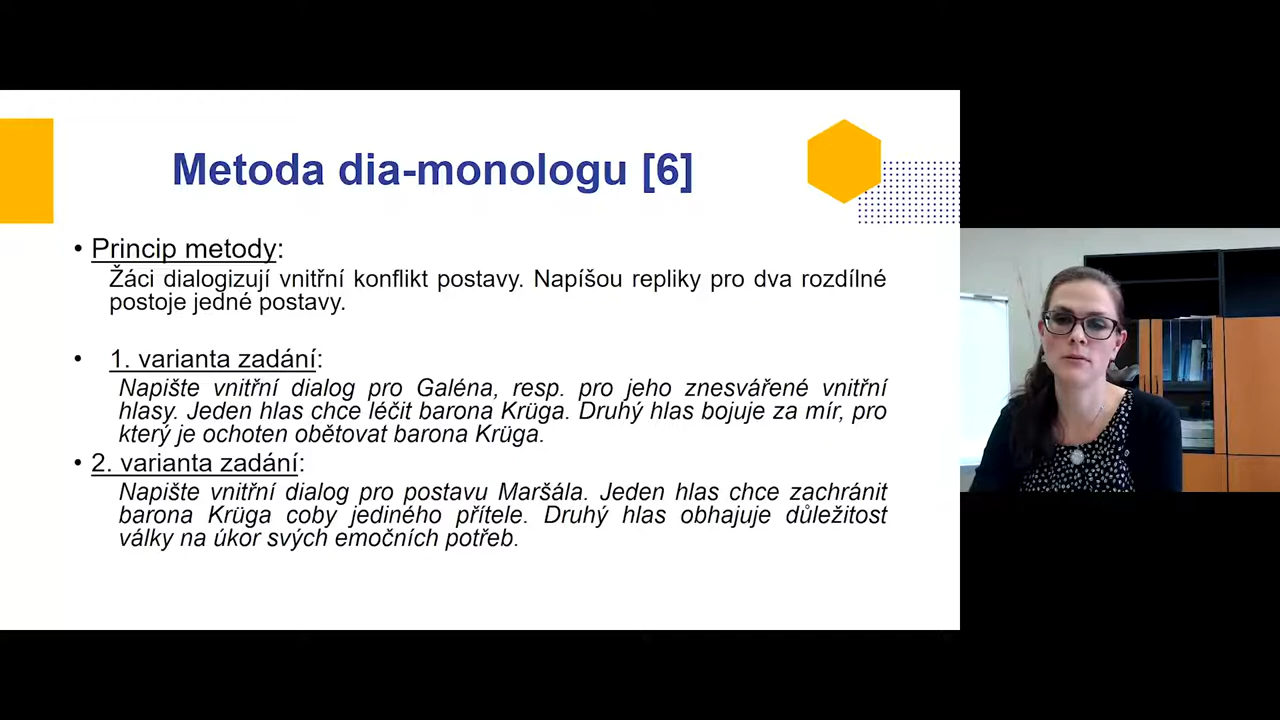 Metoda dia-monologu [6]
• Princip metody:
Žáci dialogizují vnitřní konflikt postavy. Napíšou repliky pro dva rozdílné
postoje jedné postavy.
• 1. varianta zadání:
Napište vnitřní dialog pro Galéna, resp. pro jeho znesvářené vnitřní
hlasy. Jeden hlas chce léčit barona Krüga. Druhý hlas bojuje za mír, pro
který je ochoten obětovat barona Krüga.
• 2. varianta zadání:
Napište vnitřní dialog pro postavu Maršála. Jeden hlas chce zachránit
barona Krüga coby jediného přítele. Druhý hlas obhajuje důležitost
války na úkor svých emočních potřeb.